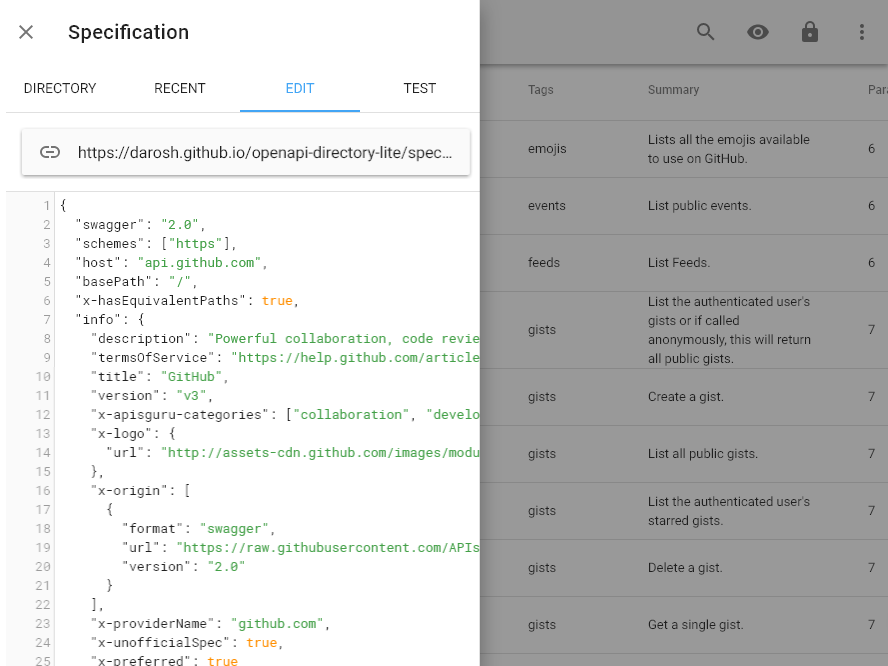 Specification
DIRECTORY RECENT EDIT TEST
https://darosh.github.io/openapi-directory-lite/spec...
1 {
2 "swagger": "2.0",
3 "schemes": ["https"],
4 "host": "api.github.com",
5 "basePath": "/",
6 "x-hasEquivalentPaths": true,
7 "info": {
8 "description": "Powerful collaboration, code revie
9 "termsOfService": "https://help.github.com/article
10 "title": "GitHub",
11 "version": "v3",
12 "x-apisguru-categories": ["collaboration", "develo
13 "x-logo": {
14 "url": "http://assets-cdn.github.com/images/modu
15 },
16 "x-origin": [
17 {
18 "format": "swagger",
19 "url": "https://raw.githubusercontent.com/APIs
20 "version": "2.0"
21 }
22 ],
23 "x-providerName": "github.com",
24 "x-unofficialSpec": true,
25 "x-preferred": true
Tags Summary Para
emojis Lists all the emojis available 6
to use on GitHub.
events List public events. 6
feeds List Feeds. 6
List the authenticated user's
gists or if called
gists anonymously, this will return 7
all public gists.
gists Create a gist. 7
gists List all public gists. 7
gists List the authenticated user's 7
starred gists.
gists Delete a gist. 7
gists Get a single gist. 7